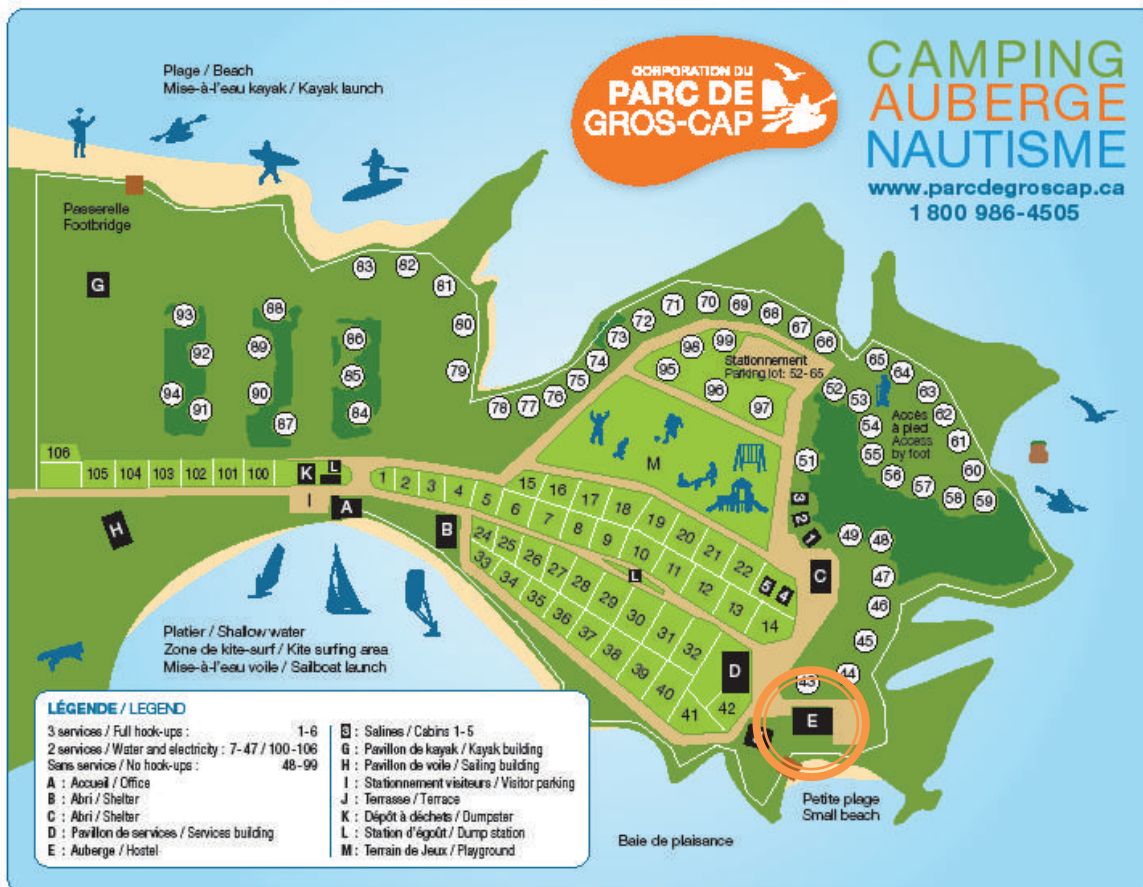 Plage / Beach
Mise-à-l'eau kayak / Kayak launch
CORPORATION DU
PARC DE
GROS-CAP
CAMPING
AUBERGE
NAUTISME
www.parcdegroscap.ca
1 800 986-4505
Passerelle
Footbridge
G
83
82
81
80
79
93
92
94
91
88
89
90
87
86
85
84
78
77
76
75
74
73
72
71
70
69
68
67
66
98
99
95
96
97
Stationnement
Parking lot: 52-65
65
64
63
62
61
60
59
58
57
56
55
54
53
52
Accès
à pied
Access
by foot
51
M
106
105
104
103
102
101
100
K
L
I
A
H
B
1
2
3
4
5
6
7
8
9
10
11
12
13
14
15
16
17
18
19
20
21
22
5
4
3
2
1
C
49
48
47
46
45
44
43
24
25
26
27
28
29
30
31
32
L
33
34
35
36
37
38
39
40
41
42
D
E
Platier / Shallow water
Zone de kite-surf / Kite surfing area
Mise-à-l'eau voile / Sailboat launch
Petite plage
Small beach
Baie de plaisance
LÉGENDE / LEGEND
3 services / Full hook-ups : 1-6
2 services / Water and electricity : 7-47 / 100-106
Sans service / No hook-ups : 48-99
A : Accueil / Office
B : Abri / Shelter
C : Abri / Shelter
D : Pavillon de services / Services building
E : Auberge / Hostel
3 : Salines / Cabins 1-5
G : Pavillon de kayak / Kayak building
H : Pavillon de voile / Sailing building
I : Stationnement visiteurs / Visitor parking
J : Terrasse / Terrace
K : Dépôt à déchets / Dumpster
L : Station d'égoût / Dump station
M : Terrain de Jeux / Playground